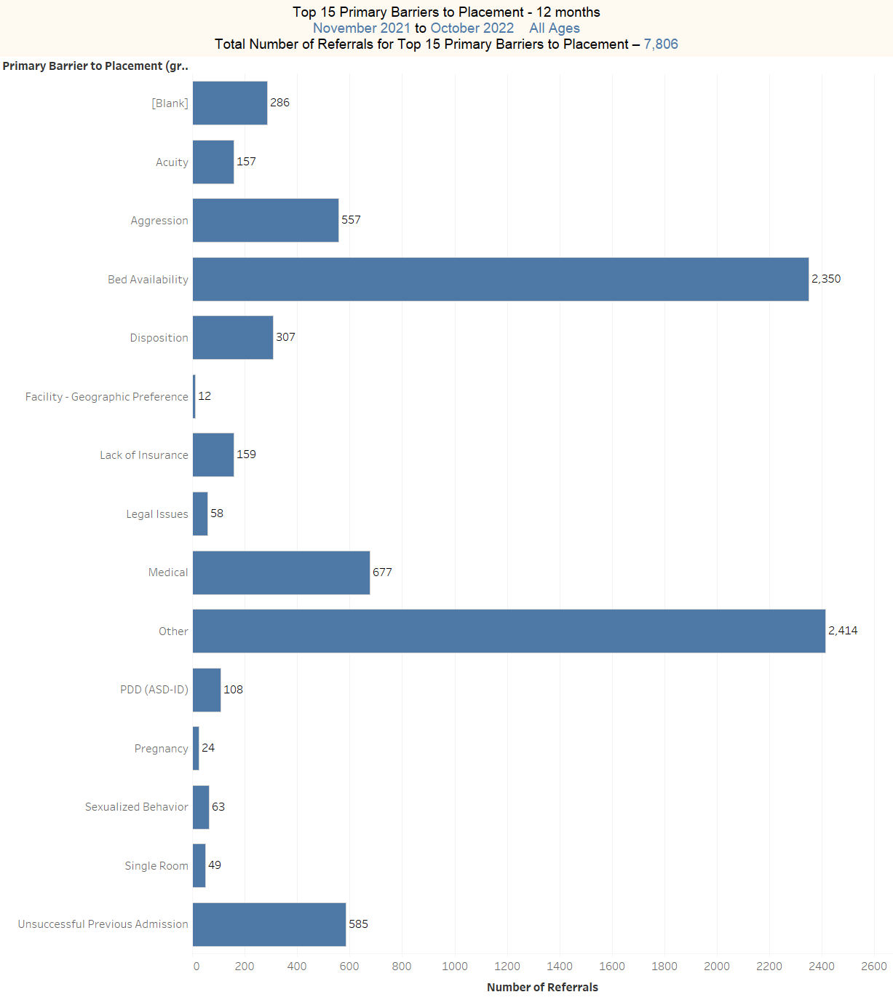 Top 15 Primary Barriers to Placement - 12 months
November 2021 to October 2022 All Ages
Total Number of Referrals for Top 15 Primary Barriers to Placement – 7,806
Primary Barrier to Placement (gr..
[Blank] 286
Acuity 157
Aggression 557
Bed Availability 2,350
Disposition 307
Facility - Geographic Preference 12
Lack of Insurance 159
Legal Issues 58
Medical 677
Other 2,414
PDD (ASD-ID) 108
Pregnancy 24
Sexualized Behavior 63
Single Room 49
Unsuccessful Previous Admission 585
0 200 400 600 800 1000 1200 1400 1600 1800 2000 2200 2400 2600
Number of Referrals